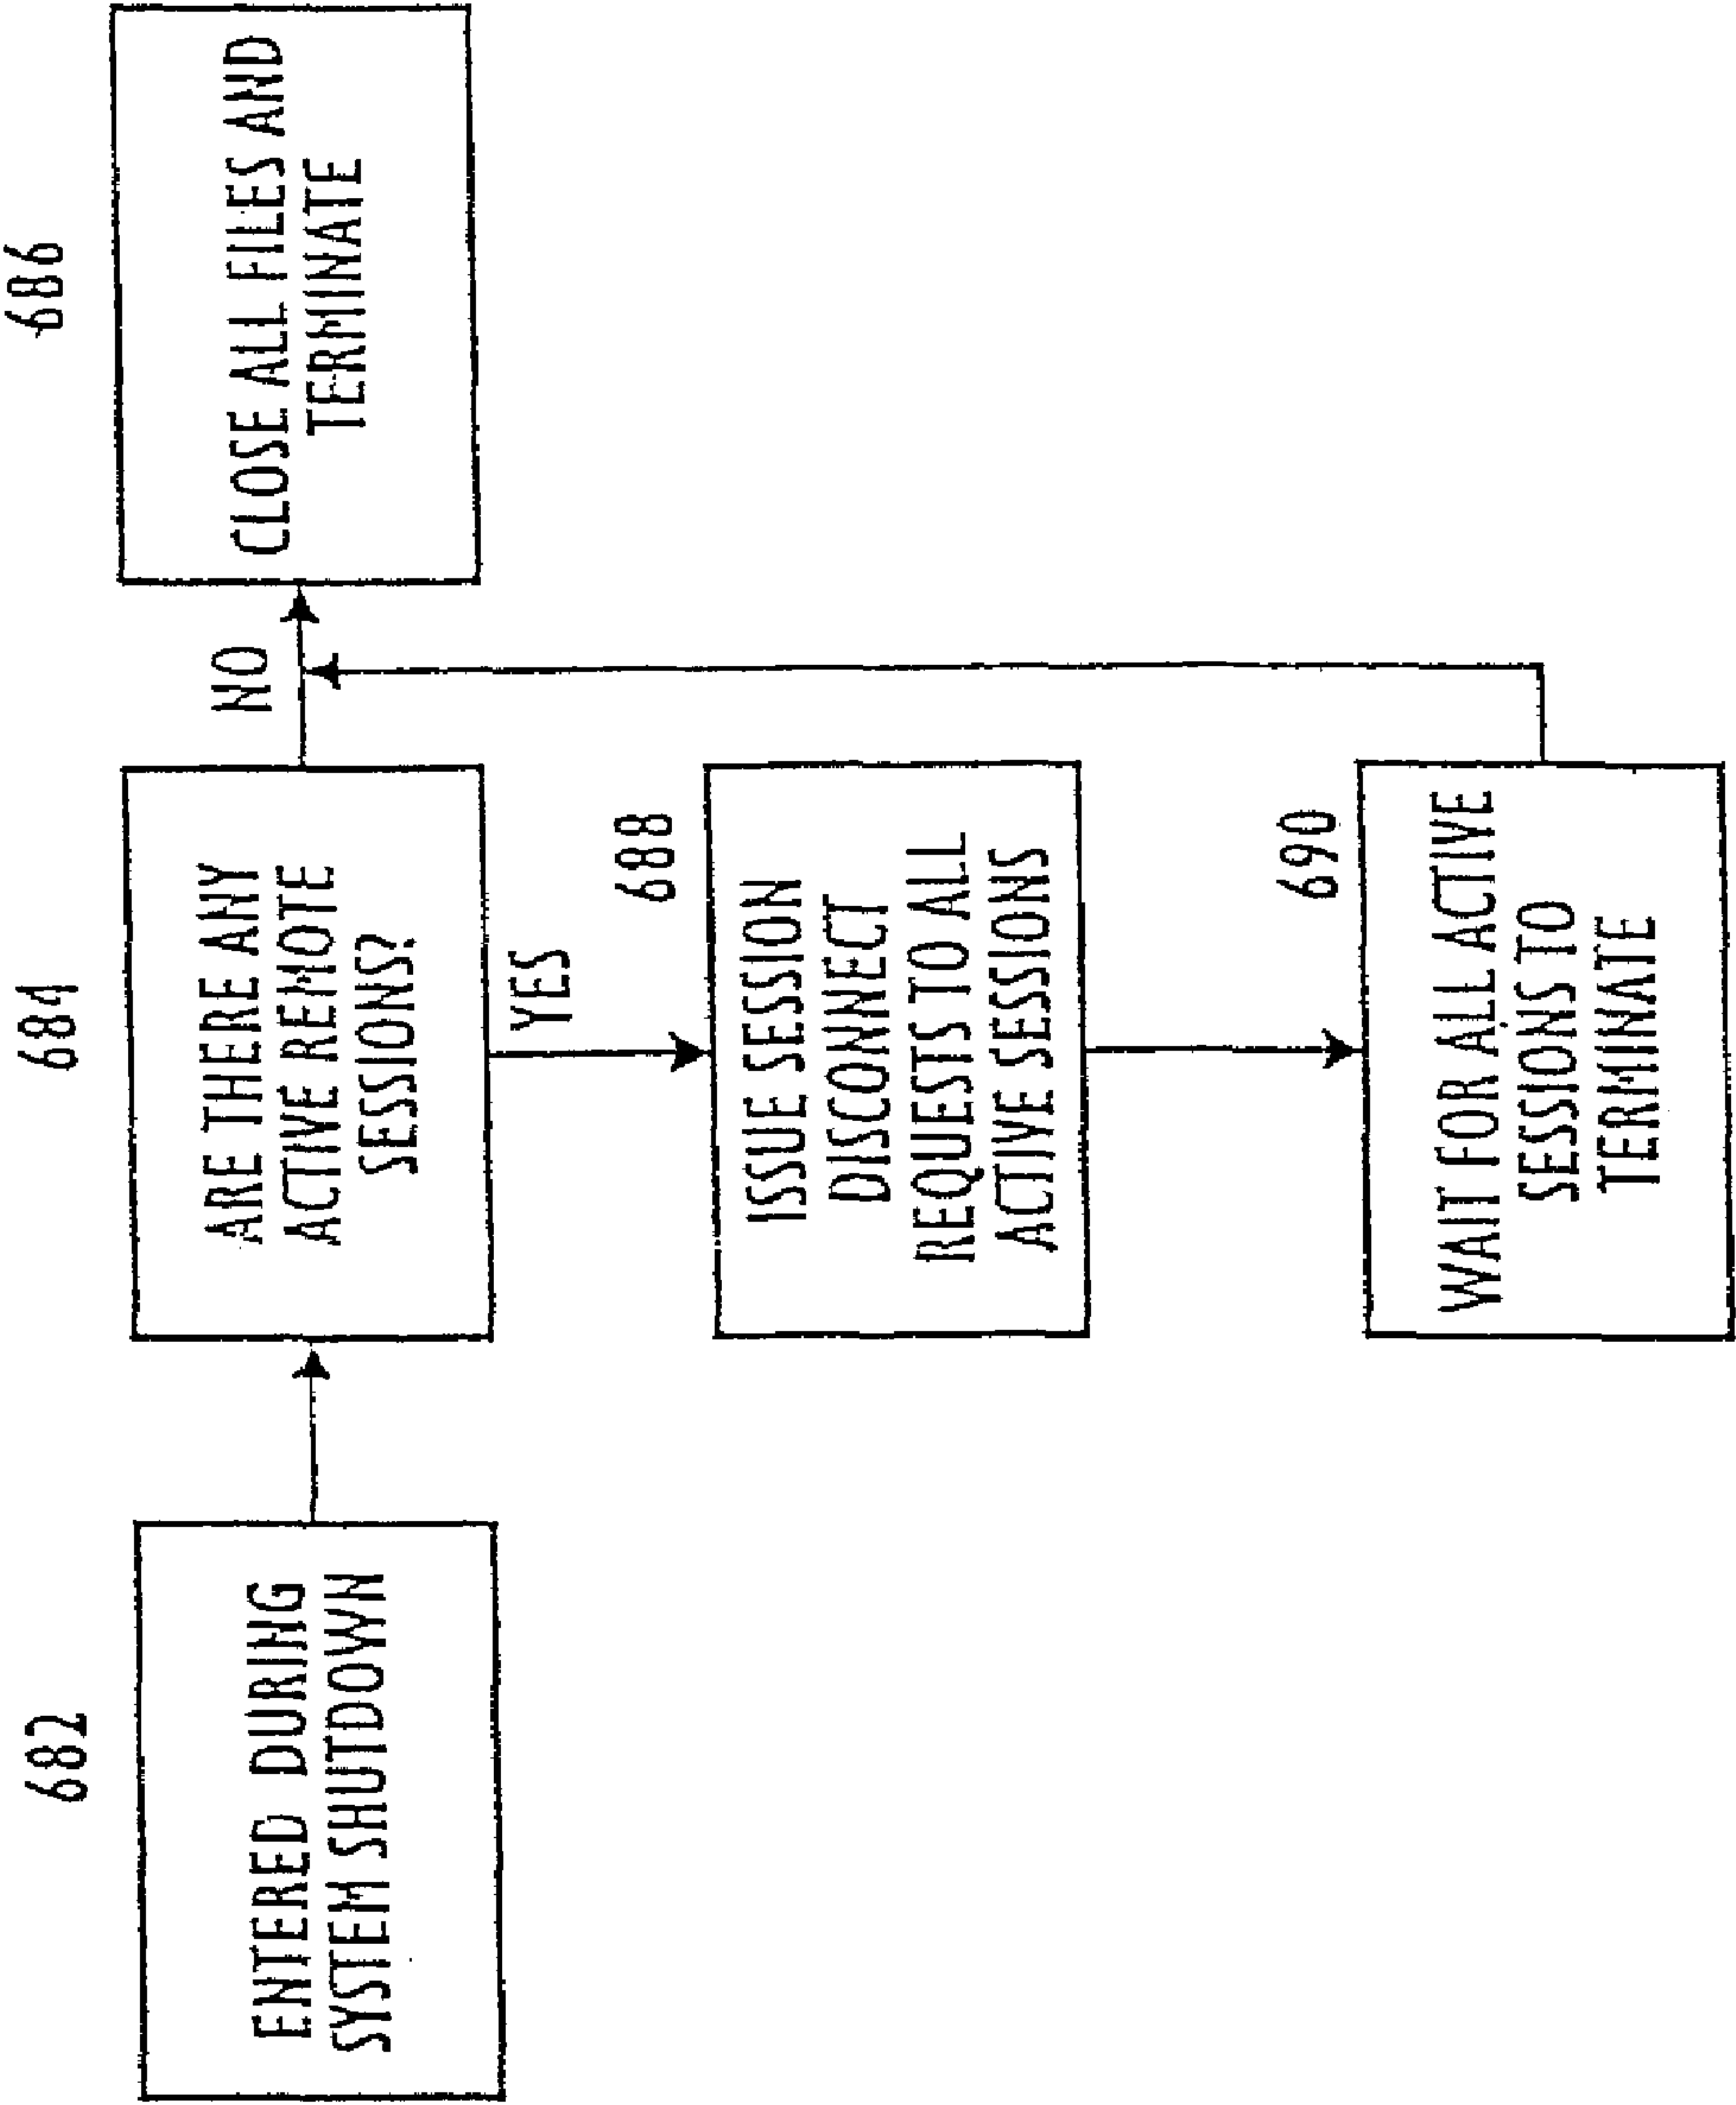 682
ENTERED DURING
SYSTEM SHUTDOWN
684
ARE THERE ANY
ACTIVE REMOTE
SESSIONS?
NO
686
CLOSE ALL FILES AND
TERMINATE
YES
688
ISSUE SESSION
DISCONNECT
REQUESTS TO ALL
ACTIVE SESSIONS
690
WAIT FOR ALL ACTIVE
SESSIONS TO
TERMINATE